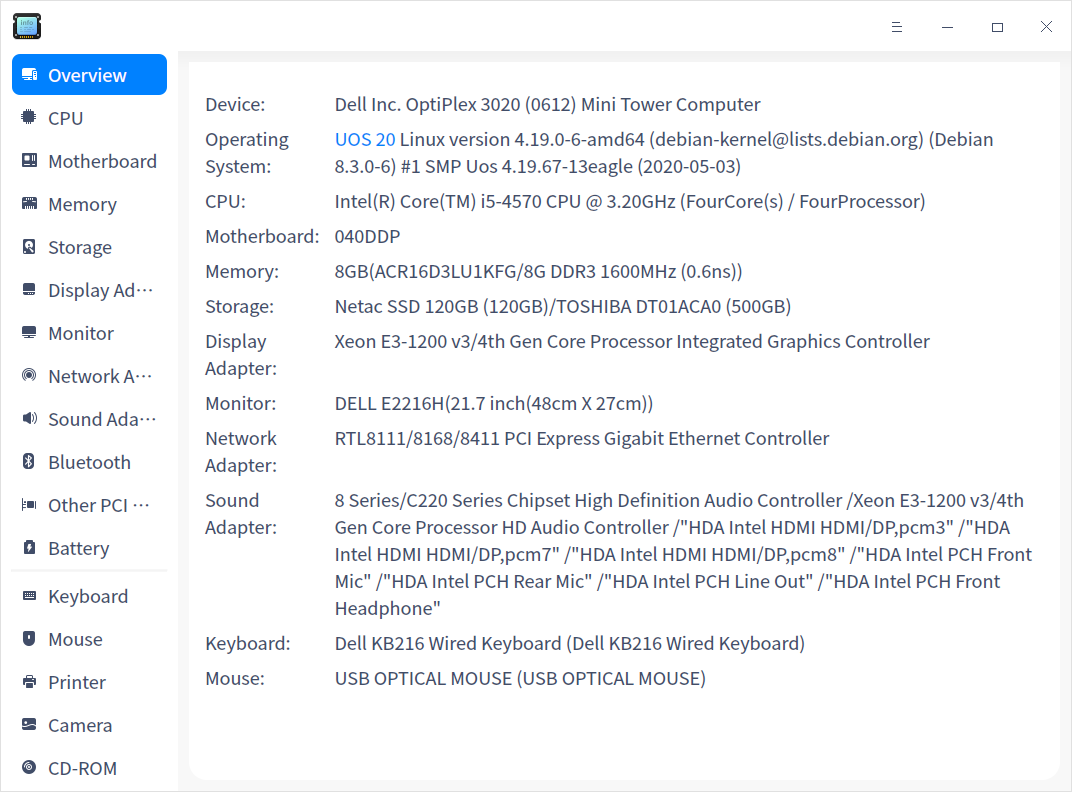 info
Overview
CPU
Motherboard
Memory
Storage
Display Ad···
Monitor
Network A···
Sound Ada···
Bluetooth
Other PCI ···
Battery
Keyboard
Mouse
Printer
Camera
CD-ROM
Device: Dell Inc. OptiPlex 3020 (0612) Mini Tower Computer
Operating System: UOS 20 Linux version 4.19.0-6-amd64 (debian-kernel@lists.debian.org) (Debian
8.3.0-6) #1 SMP Uos 4.19.67-13eagle (2020-05-03)
CPU: Intel(R) Core(TM) i5-4570 CPU @ 3.20GHz (FourCore(s) / FourProcessor)
Motherboard: 040DDP
Memory: 8GB(ACR16D3LU1KFG/8G DDR3 1600MHz (0.6ns))
Storage: Netac SSD 120GB (120GB)/TOSHIBA DT01ACA0 (500GB)
Display Adapter: Xeon E3-1200 v3/4th Gen Core Processor Integrated Graphics Controller
Monitor: DELL E2216H(21.7 inch(48cm X 27cm))
Network Adapter: RTL8111/8168/8411 PCI Express Gigabit Ethernet Controller
Sound Adapter: 8 Series/C220 Series Chipset High Definition Audio Controller /Xeon E3-1200 v3/4th
Gen Core Processor HD Audio Controller /"HDA Intel HDMI HDMI/DP,pcm3" /"HDA
Intel HDMI HDMI/DP,pcm7" /"HDA Intel HDMI HDMI/DP,pcm8" /"HDA Intel PCH Front
Mic" /"HDA Intel PCH Rear Mic" /"HDA Intel PCH Line Out" /"HDA Intel PCH Front
Headphone"
Keyboard: Dell KB216 Wired Keyboard (Dell KB216 Wired Keyboard)
Mouse: USB OPTICAL MOUSE (USB OPTICAL MOUSE)